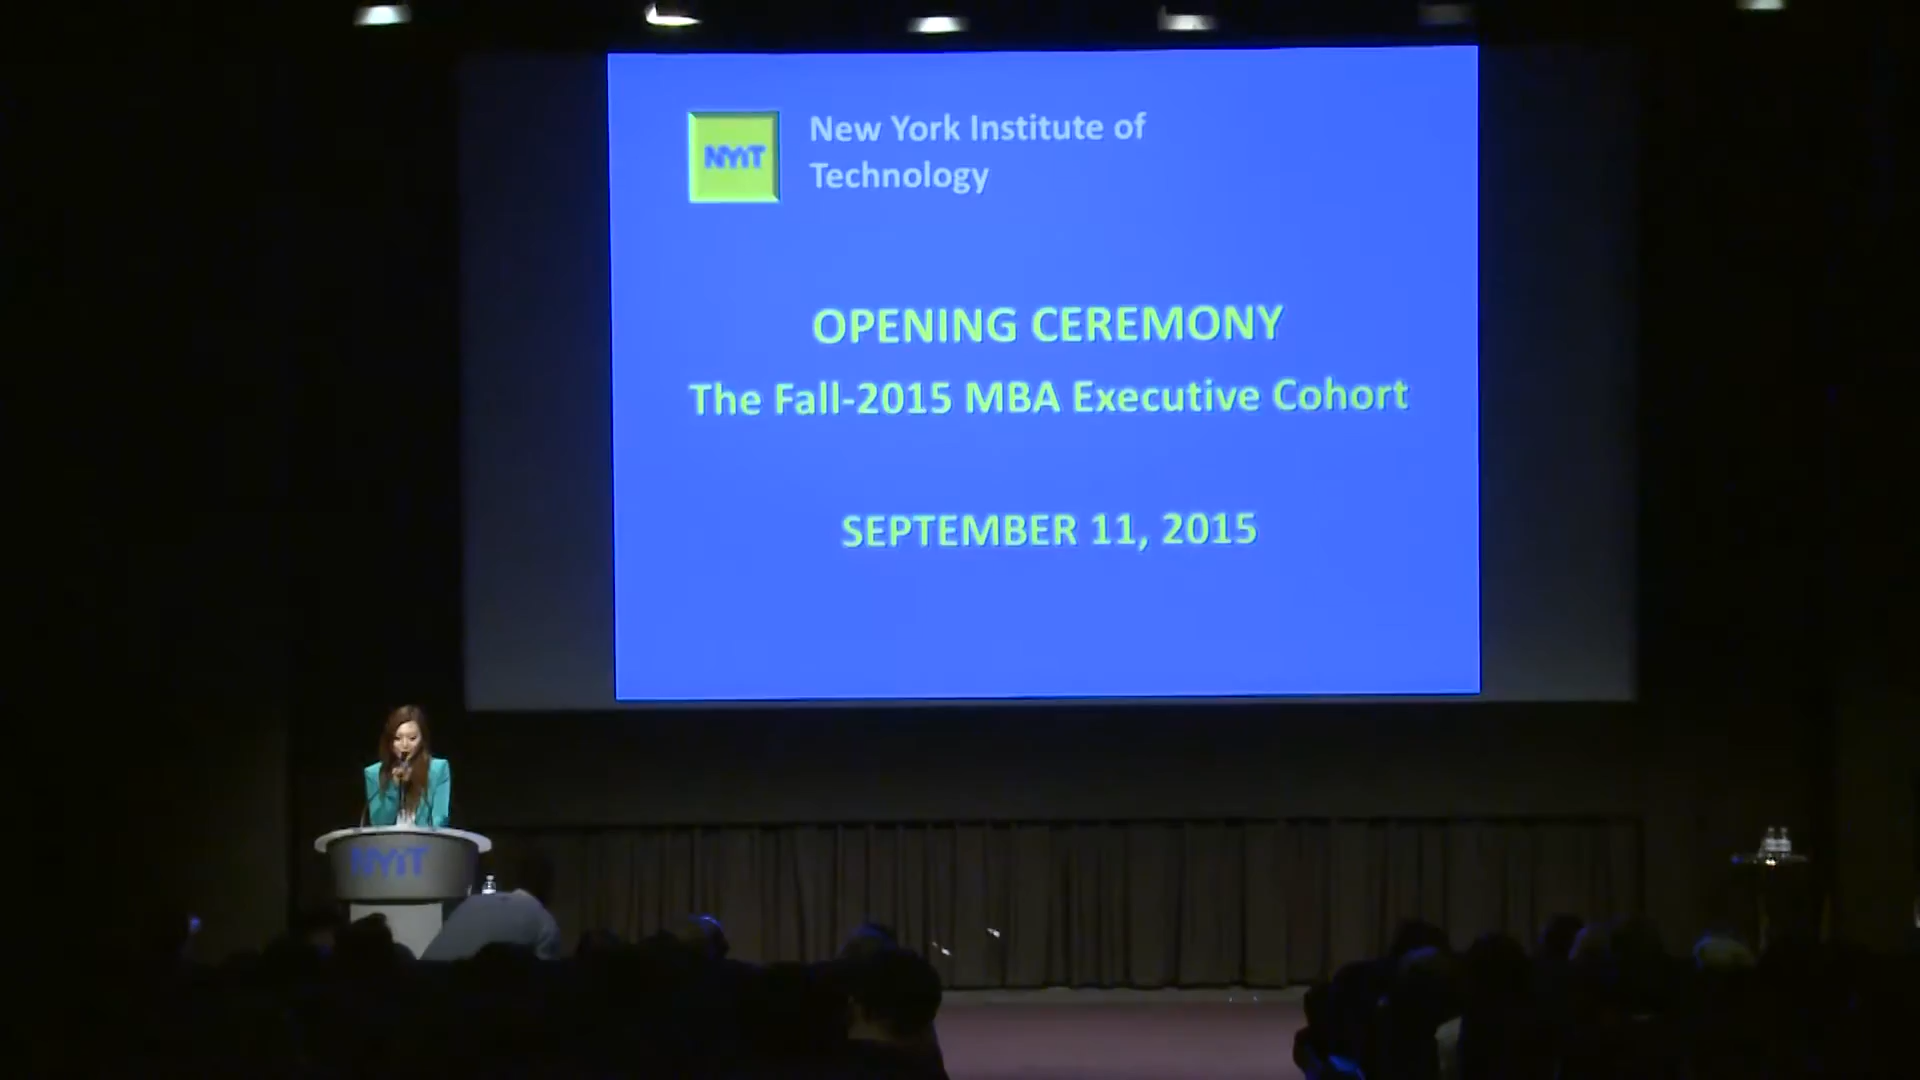 NYiT
New York Institute of
Technology
OPENING CEREMONY
The Fall-2015 MBA Executive Cohort
SEPTEMBER 11, 2015
NYiT